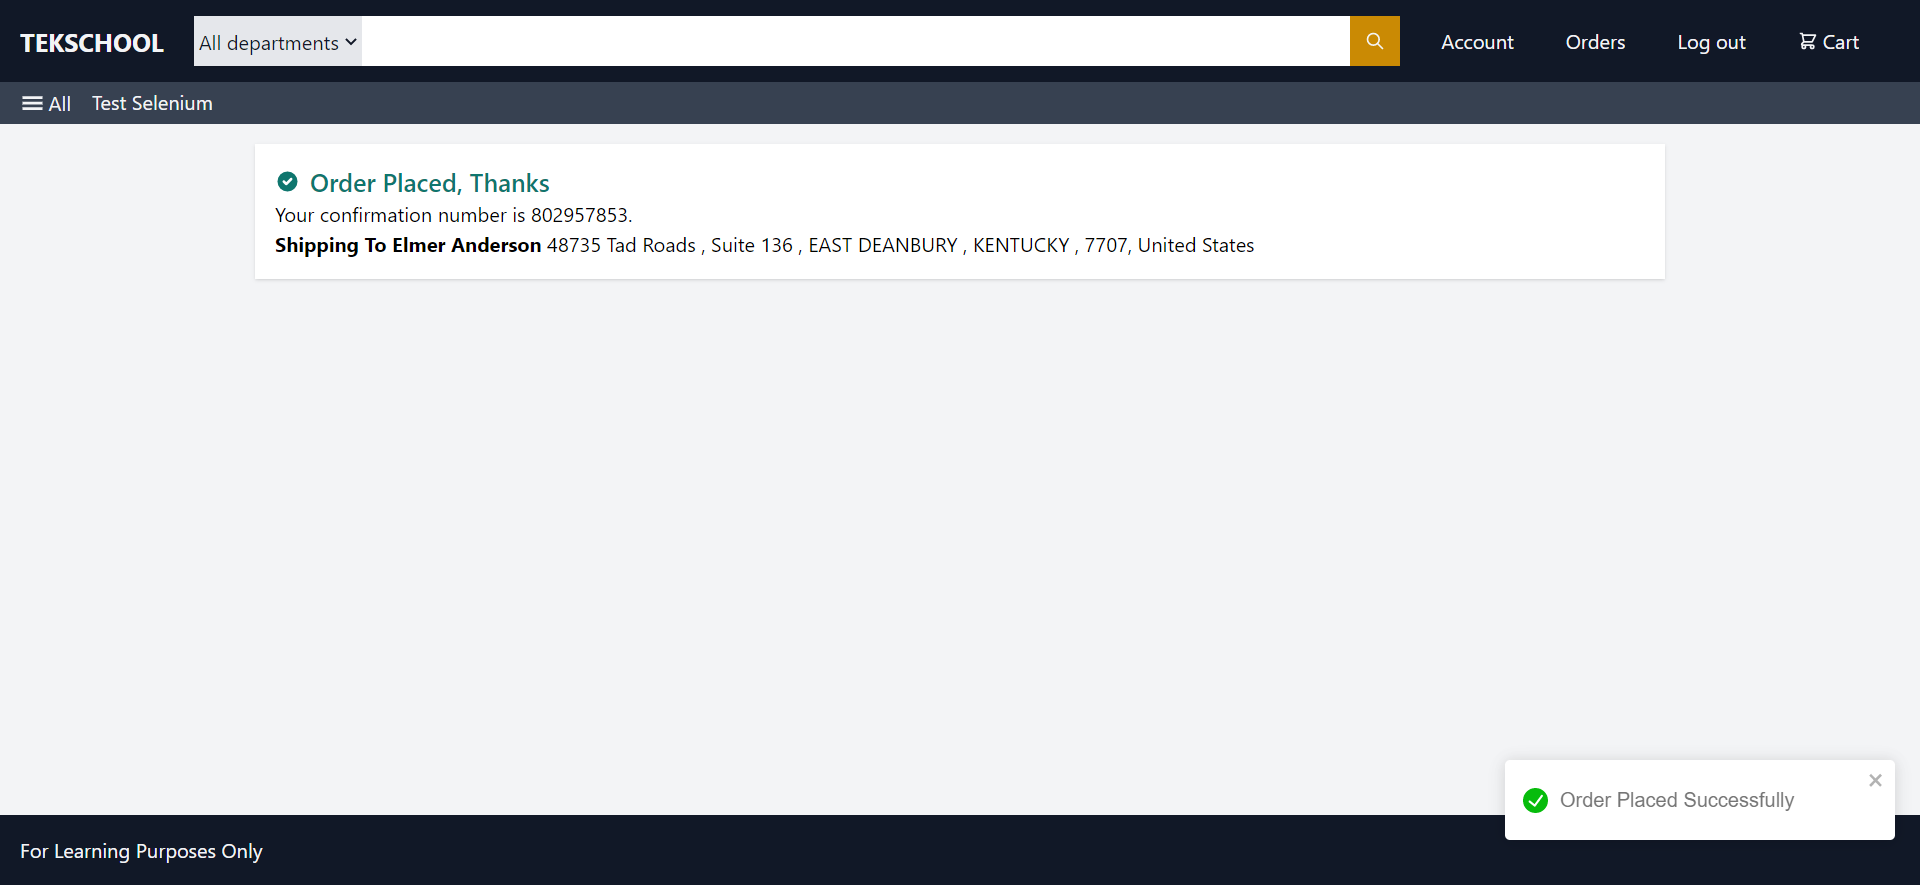 TEKSCHOOL
All departments
Account
Orders
Log out
Cart
All
Test Selenium
Order Placed, Thanks
Your confirmation number is 802957853.
Shipping To Elmer Anderson 48735 Tad Roads , Suite 136 , EAST DEANBURY , KENTUCKY , 7707, United States
Order Placed Successfully
For Learning Purposes Only